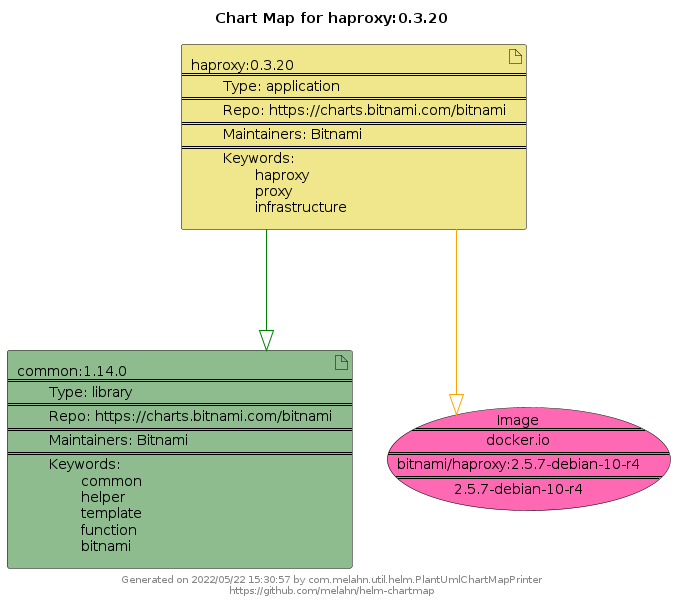 Chart Map for haproxy:0.3.20
haproxy:0.3.20
Type: application
Repo: https://charts.bitnami.com/bitnami
Maintainers: Bitnami
Keywords:
haproxy
proxy
infrastructure
common:1.14.0
Type: library
Repo: https://charts.bitnami.com/bitnami
Maintainers: Bitnami
Keywords:
common
helper
template
function
bitnami
Image
docker.io
bitnami/haproxy:2.5.7-debian-10-r4
2.5.7-debian-10-r4
Generated on 2022/05/22 15:30:57 by com.melahn.util.helm.PlantUmlChartMapPrinter
https://github.com/melahn/helm-chartmap